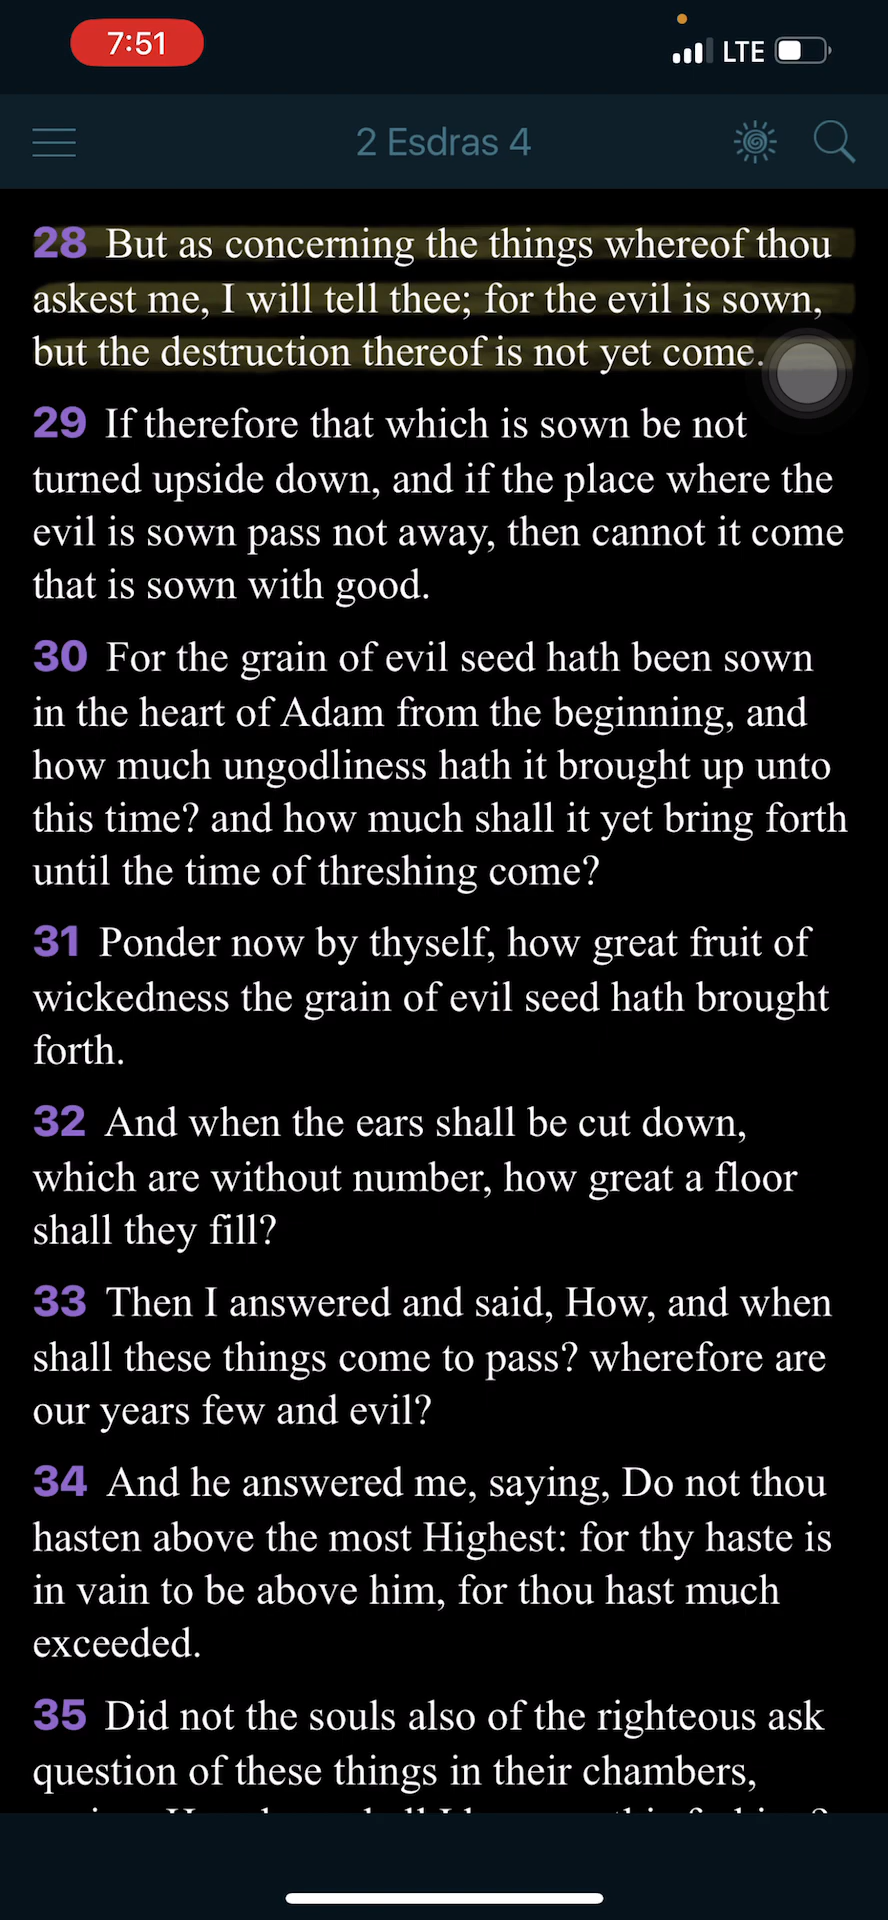 7:51
LTE
2 Esdras 4
28 But as concerning the things whereof thou
askest me, I will tell thee; for the evil is sown,
but the destruction thereof is not yet come.
29 If therefore that which is sown be not
turned upside down, and if the place where the
evil is sown pass not away, then cannot it come
that is sown with good.
30 For the grain of evil seed hath been sown
in the heart of Adam from the beginning, and
how much ungodliness hath it brought up unto
this time? and how much shall it yet bring forth
until the time of threshing come?
31 Ponder now by thyself, how great fruit of
wickedness the grain of evil seed hath brought
forth.
32 And when the ears shall be cut down,
which are without number, how great a floor
shall they fill?
33 Then I answered and said, How, and when
shall these things come to pass? wherefore are
our years few and evil?
34 And he answered me, saying, Do not thou
hasten above the most Highest: for thy haste is
in vain to be above him, for thou hast much
exceeded.
35 Did not the souls also of the righteous ask
question of these things in their chambers,